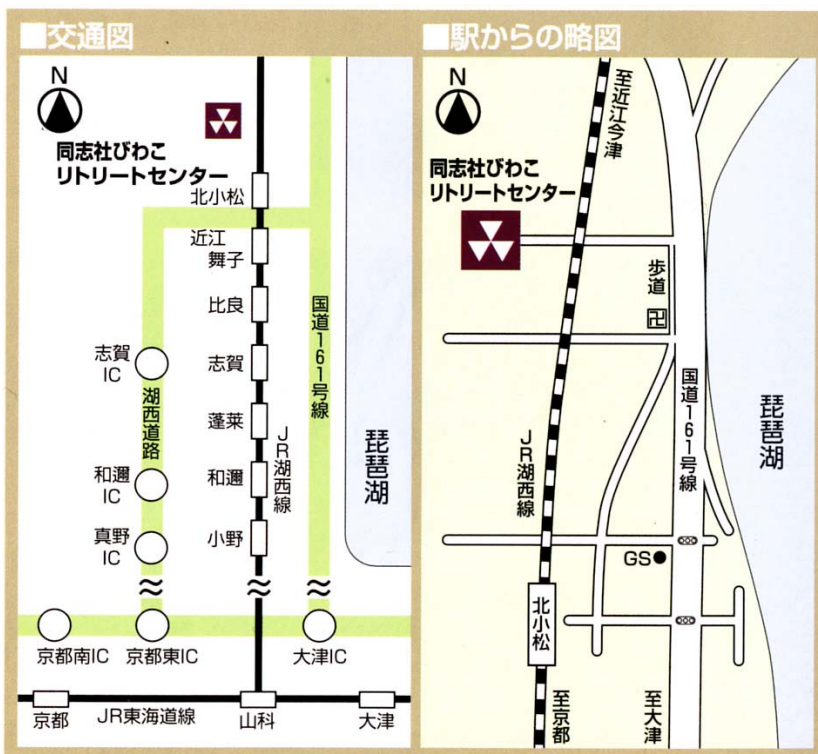 ■交通図
N
同志社びわこ
リトリートセンター
北小松
近江
舞子
比良
志賀
蓬莱
和邇
小野
国道161号線
JR湖西線
琵琶湖
志賀
IC
湖西道路
和邇
IC
真野
IC
京都南IC
京都東IC
大津IC
京都
JR東海道線
山科
大津
■駅からの略図
N
至近江今津
同志社びわこ
リトリートセンター
歩道
卍
国道161号線
琵琶湖
JR湖西線
GS
北小松
至京都
至大津